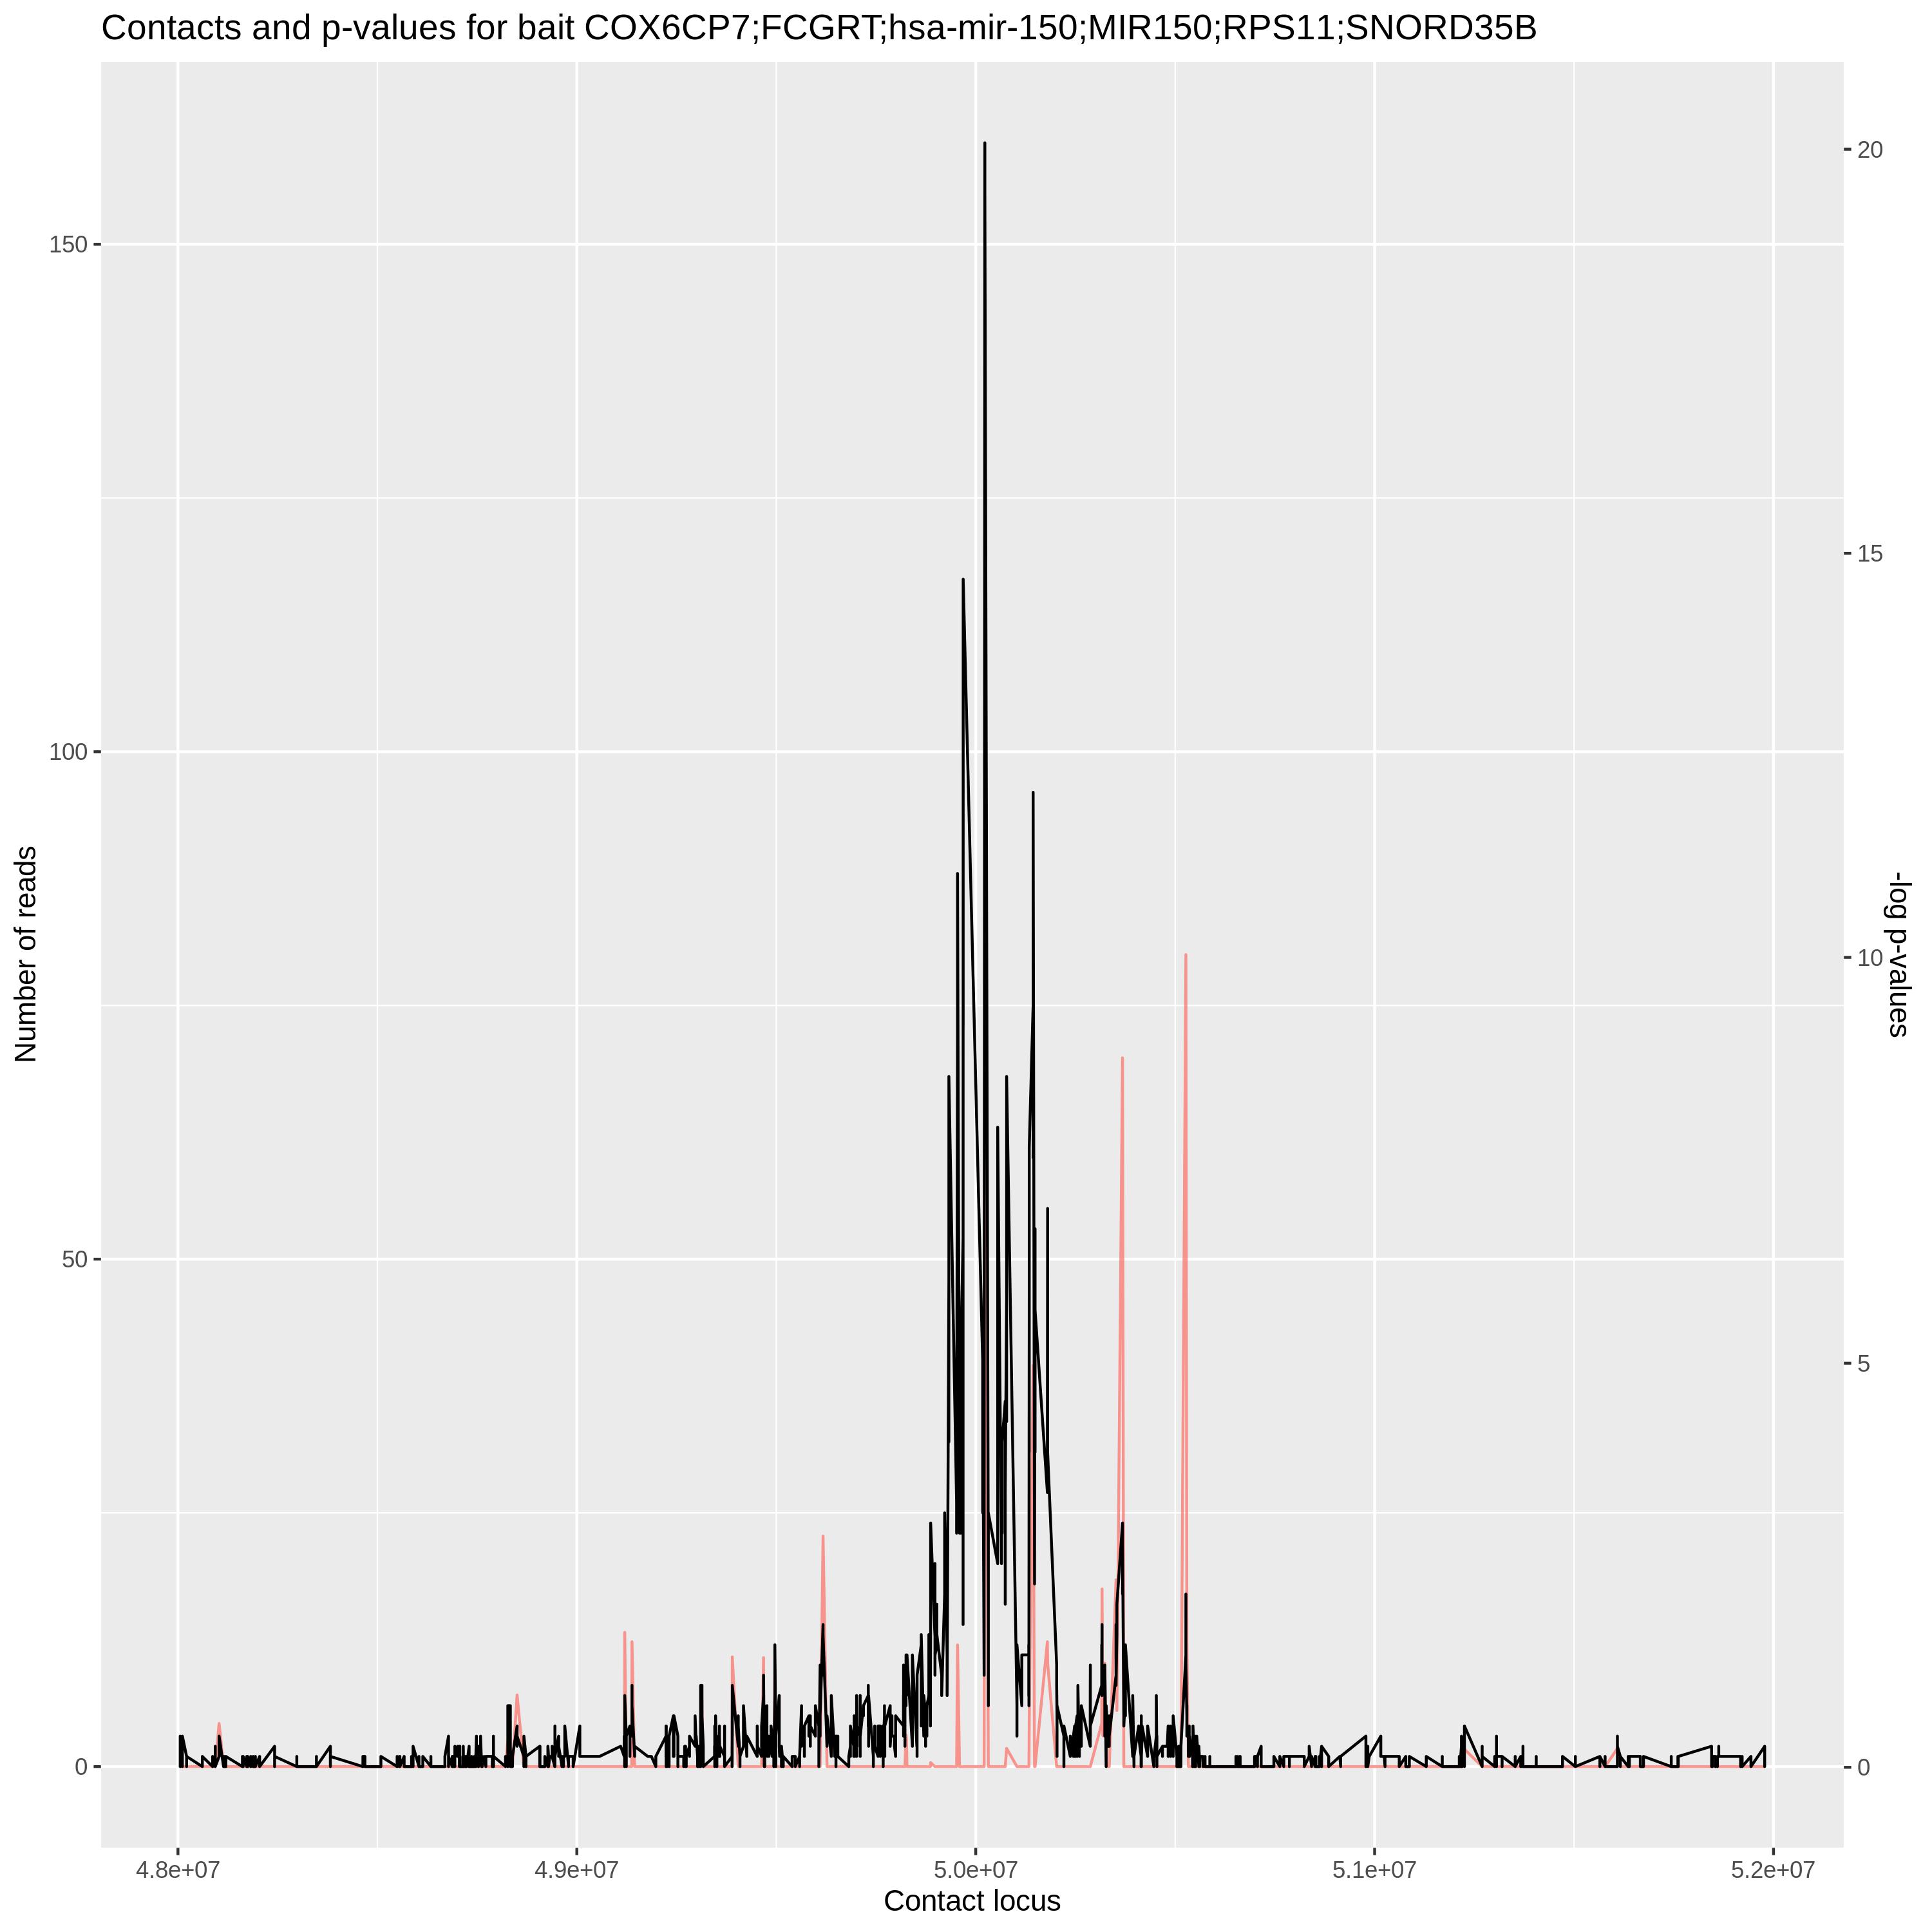 Contacts and p-values for bait COX6CP7;FCGRT;hsa-mir-150;MIR150;RPS11;SNORD35B
150
100
50
0
Number of reads
20
15
10
5
0
-log p-values
4.8e+07
4.9e+07
5.0e+07
5.1e+07
5.2e+07
Contact locus